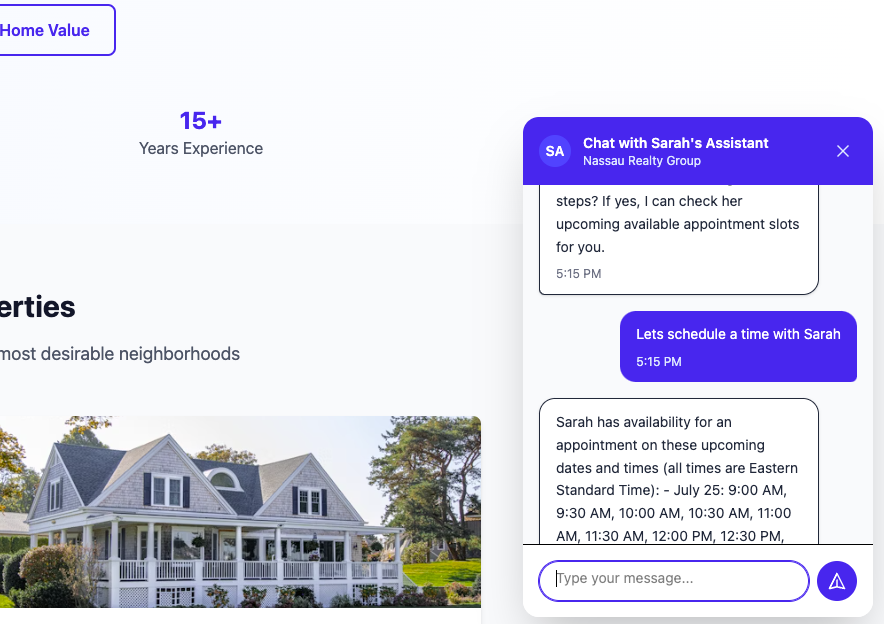 Home Value
15+
Years Experience
erties
most desirable neighborhoods
SA
Chat with Sarah's Assistant
Nassau Realty Group
steps? If yes, I can check her
upcoming available appointment slots
for you.
5:15 PM
Lets schedule a time with Sarah
5:15 PM
Sarah has availability for an
appointment on these upcoming
dates and times (all times are Eastern
Standard Time): - July 25: 9:00 AM,
9:30 AM, 10:00 AM, 10:30 AM, 11:00
AM, 11:30 AM, 12:00 PM, 12:30 PM,
Type your message...